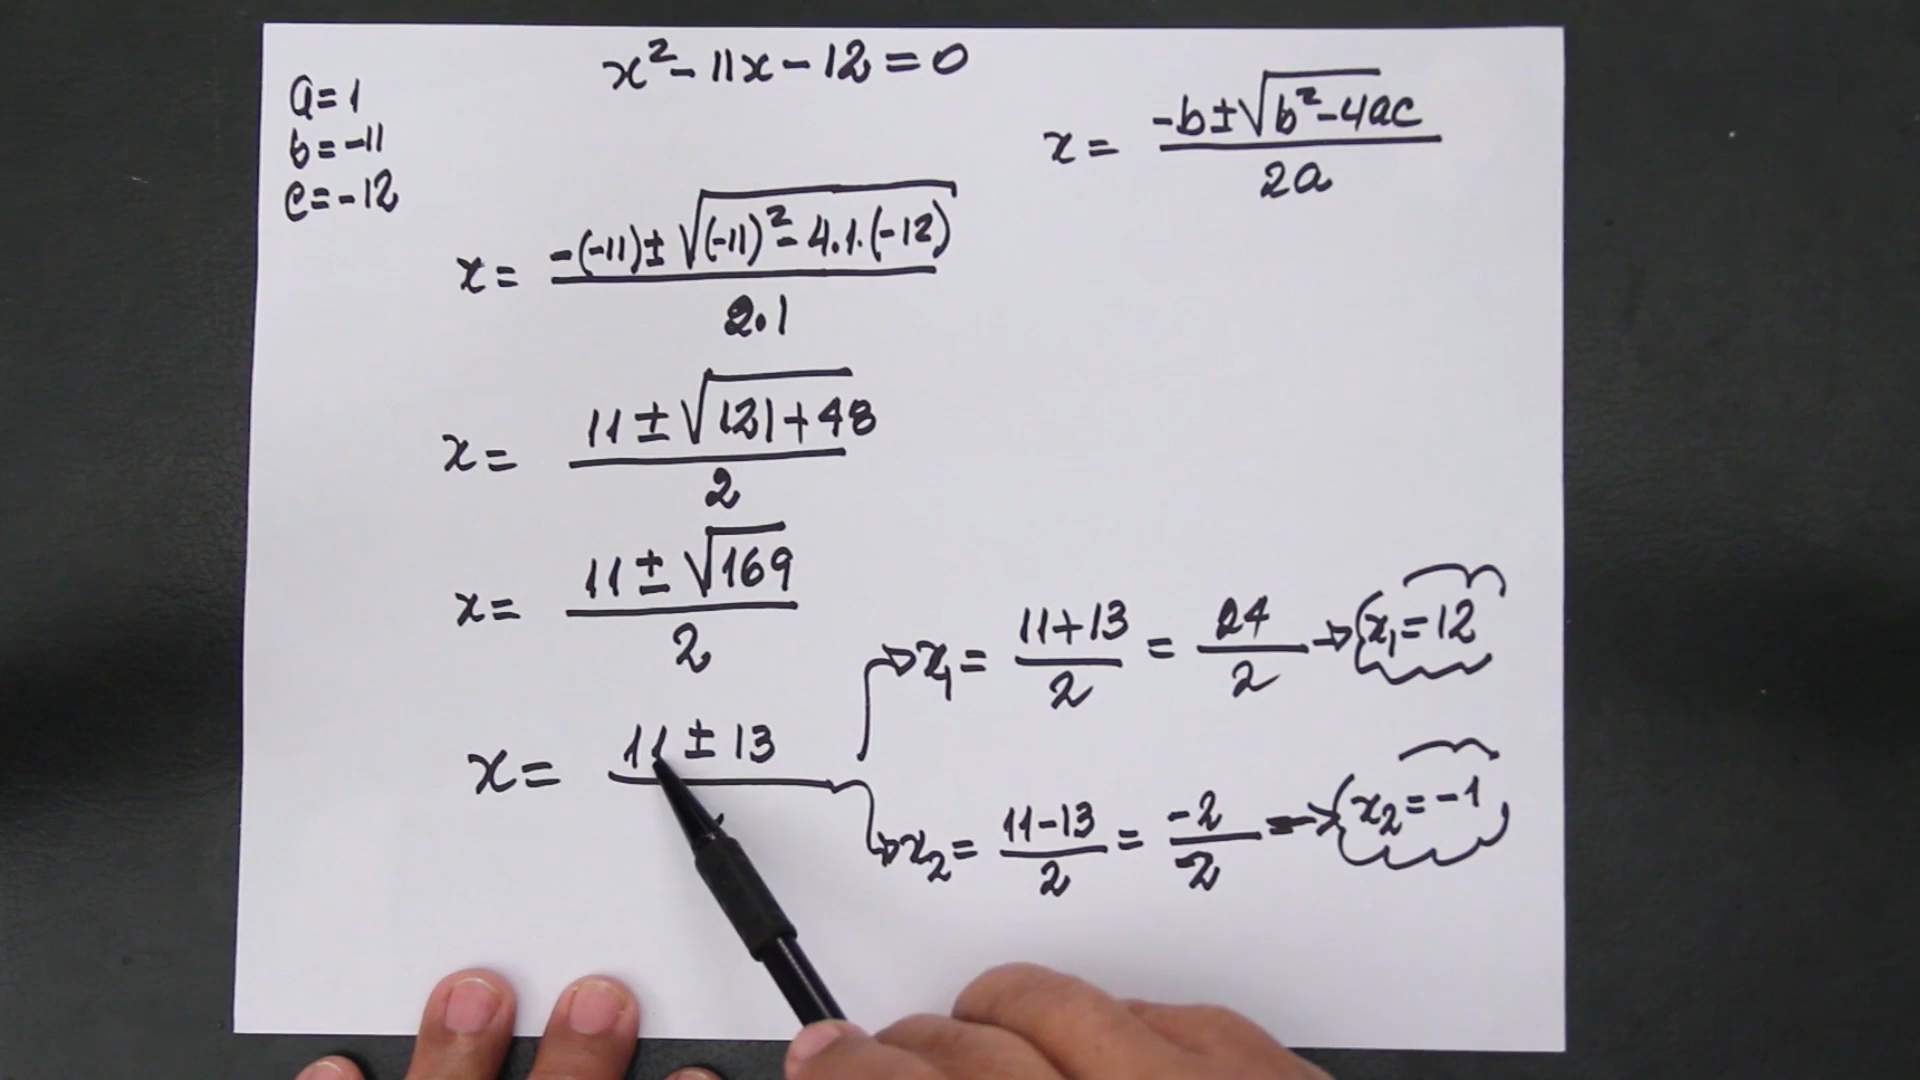 x² - 11x - 12 = 0
a = 1
b = -11
c = -12
x = (-b ± √(b² - 4ac)) / 2a
x = (-(-11) ± √((-11)² - 4.1.(-12))) / 2.1
x = (11 ± √(121 + 48)) / 2
x = (11 ± √169) / 2
x = 11 ± 13
x₁ = (11 + 13) / 2 = 24 / 2 → x₁ = 12
x₂ = (11 - 13) / 2 = -2 / 2 → x₂ = -1